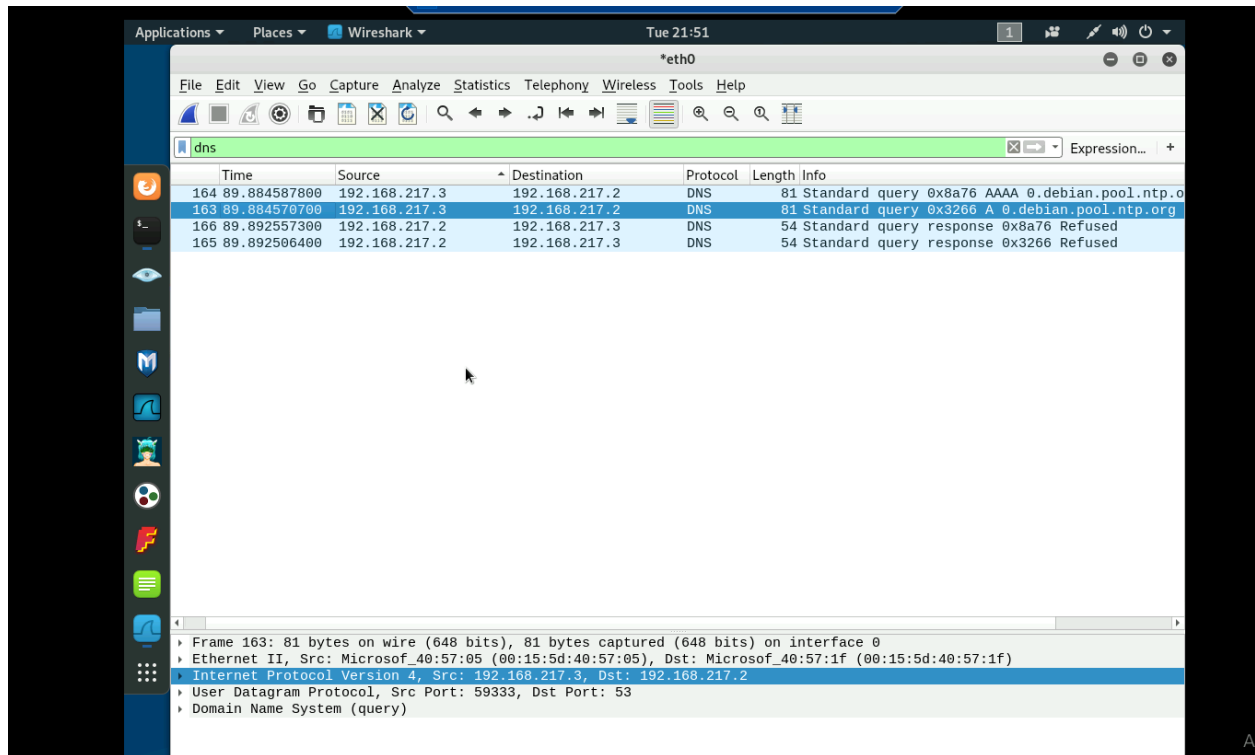 Applications Places Wireshark Tue 21:51 1
*eth0
File Edit View Go Capture Analyze Statistics Telephony Wireless Tools Help
dns Expression... +
Time Source Destination Protocol Length Info
164 89.884587800 192.168.217.3 192.168.217.2 DNS 81 Standard query 0x8a76 AAAA 0.debian.pool.ntp.o
163 89.884570700 192.168.217.3 192.168.217.2 DNS 81 Standard query 0x3266 A 0.debian.pool.ntp.org
166 89.892557300 192.168.217.2 192.168.217.3 DNS 54 Standard query response 0x8a76 Refused
165 89.892506400 192.168.217.2 192.168.217.3 DNS 54 Standard query response 0x3266 Refused
Frame 163: 81 bytes on wire (648 bits), 81 bytes captured (648 bits) on interface 0
Ethernet II, Src: Microsof_40:57:05 (00:15:5d:40:57:05), Dst: Microsof_40:57:1f (00:15:5d:40:57:1f)
Internet Protocol Version 4, Src: 192.168.217.3, Dst: 192.168.217.2
User Datagram Protocol, Src Port: 59333, Dst Port: 53
Domain Name System (query)
A